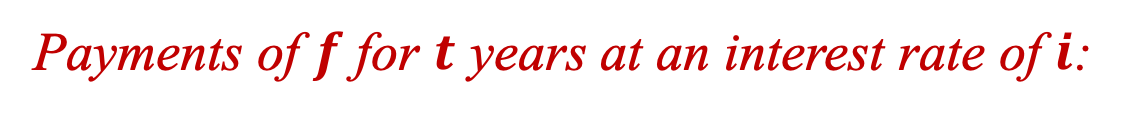 Payments of f for t years at an interest rate of i: